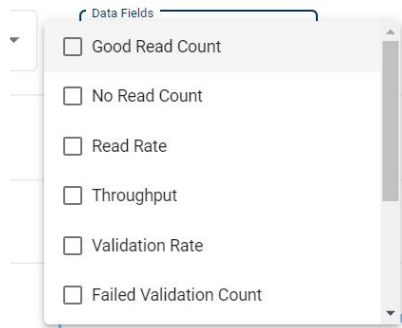 Data Fields
Good Read Count
No Read Count
Read Rate
Throughput
Validation Rate
Failed Validation Count